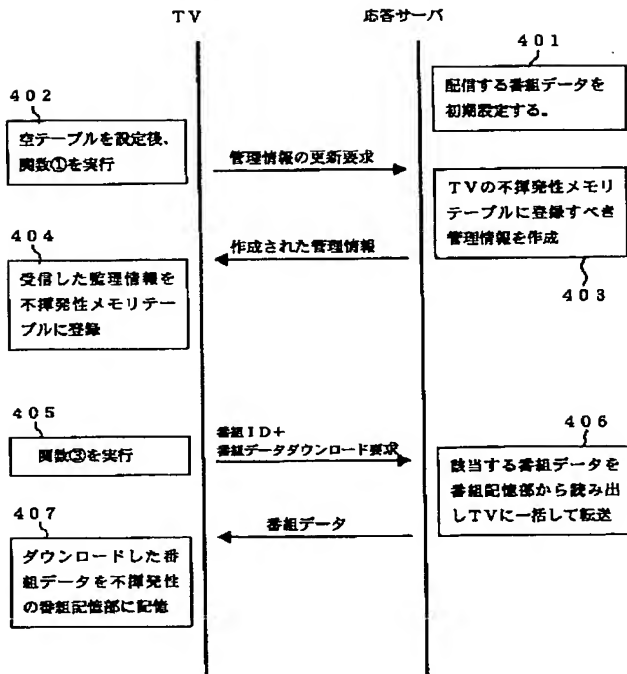 TV
応答サーバ
401
配信する番組データを
初期設定する。
402
空テーブルを設定後、
関数①を実行
管理情報の更新要求
TVの不揮発性メモリ
テーブルに登録すべき
管理情報を作成
403
作成された管理情報
404
受信した監理情報を
不揮発性メモリテー
ブルに登録
405
関数③を実行
番組ID+
番組データダウンロード要求
406
該当する番組データを
番組記憶部から読み出
しTVに一括して転送
番組データ
407
ダウンロードした番
組データを不揮発性
の番組記憶部に記憶